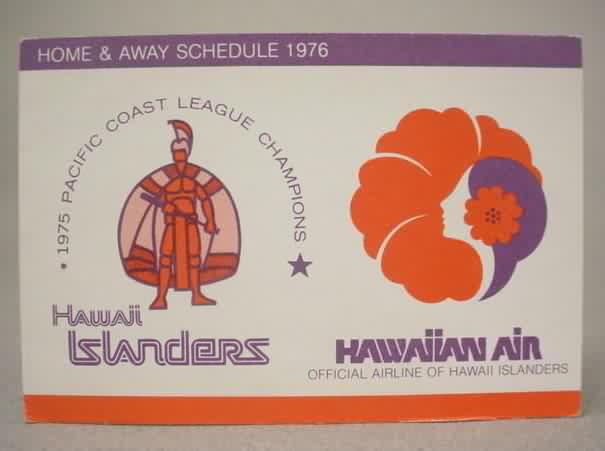 HOME & AWAY SCHEDULE 1976
* 1975 PACIFIC COAST LEAGUE CHAMPIONS ★
HAWAII
IsLANdeRs
HAWAIIAN AIR
OFFICIAL AIRLINE OF HAWAII ISLANDERS